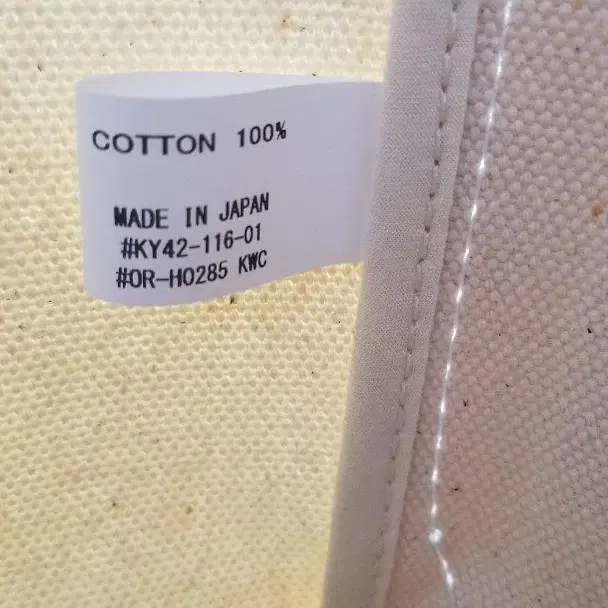 COTTON 100%
MADE IN JAPAN
#KY42-116-01
#OR-H0285 KWC